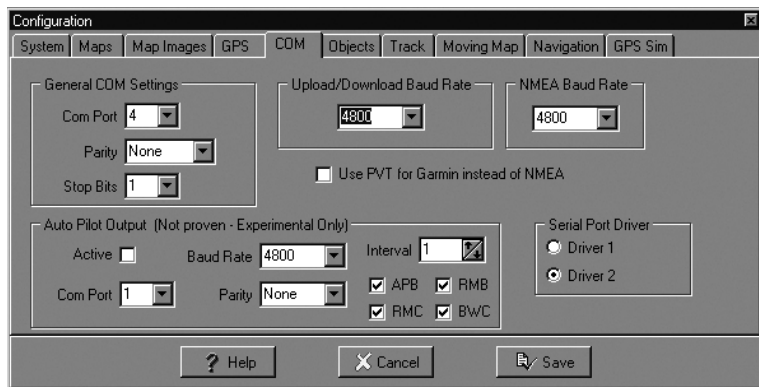 Configuration
System Maps Map Images GPS COM Objects Track Moving Map Navigation GPS Sim
General COM Settings
Com Port 4
Parity None
Stop Bits 1
Upload/Download Baud Rate
4800
NMEA Baud Rate
4800
Use PVT for Garmin instead of NMEA
Auto Pilot Output (Not proven - Experimental Only)
Active Baud Rate 4800 Interval 1
Com Port 1 Parity None APB RMB
RMC BWC
Serial Port Driver
Driver 1
Driver 2
? Help Cancel Save